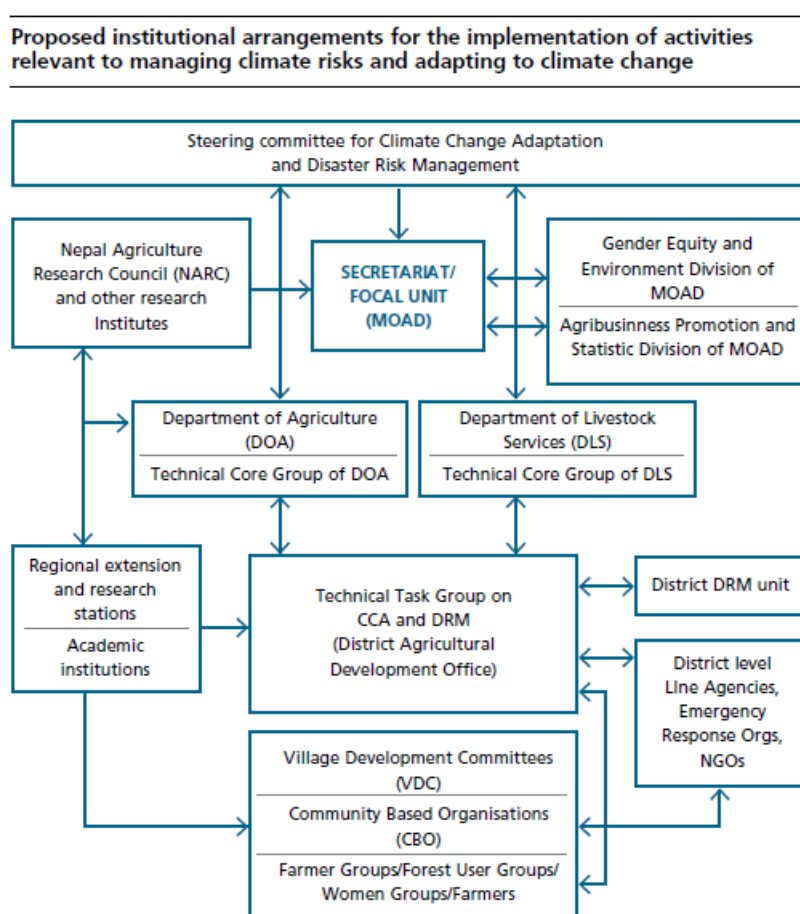 Proposed institutional arrangements for the implementation of activities
relevant to managing climate risks and adapting to climate change
Steering committee for Climate Change Adaptation
and Disaster Risk Management
Nepal Agriculture
Research Council (NARC)
and other research
Institutes
SECRETARIAT/
FOCAL UNIT
(MOAD)
Gender Equity and
Environment Division of
MOAD
Agribusinness Promotion and
Statistic Division of MOAD
Department of Agriculture
(DOA)
Technical Core Group of DOA
Department of Livestock
Services (DLS)
Technical Core Group of DLS
Regional extension
and research
stations
Academic
institutions
Technical Task Group on
CCA and DRM
(District Agricultural
Development Office)
District DRM unit
District level
LIne Agencies,
Emergency
Response Orgs,
NGOs
Village Development Committees
(VDC)
Community Based Organisations
(CBO)
Farmer Groups/Forest User Groups/
Women Groups/Farmers